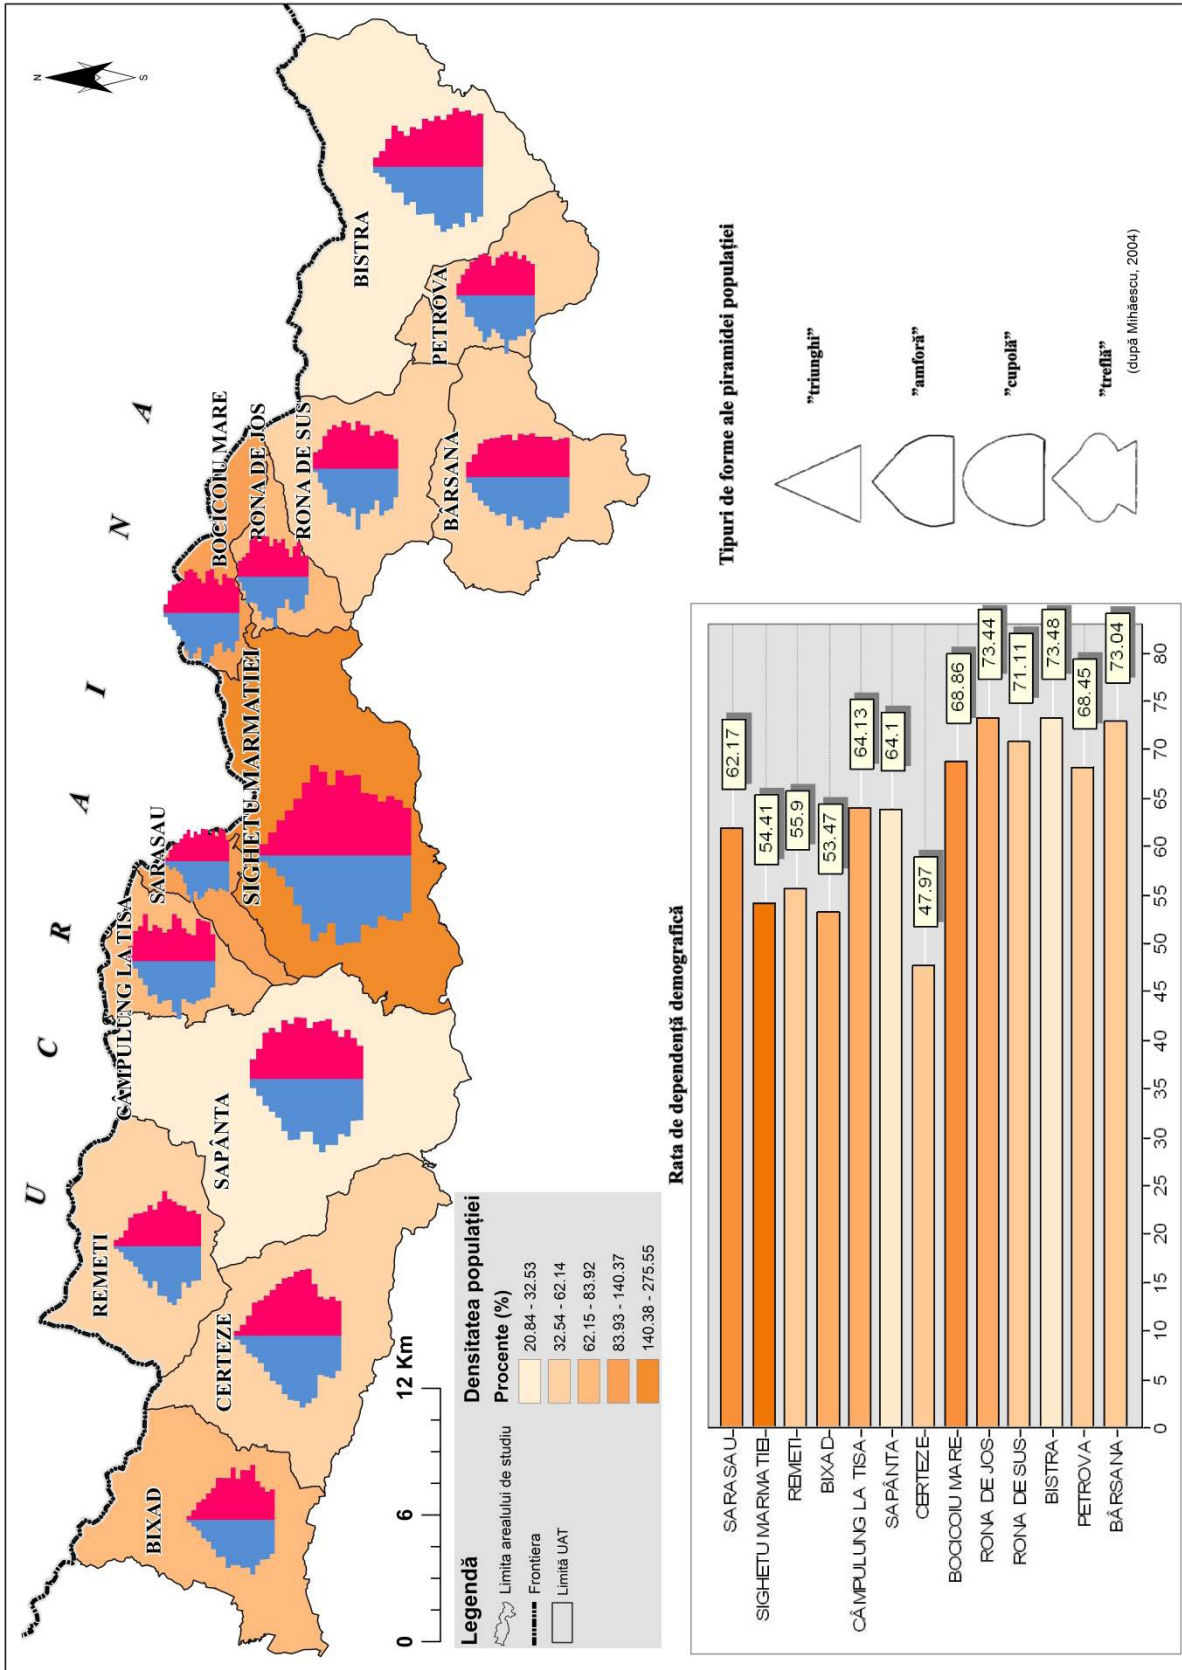 N
S
U C R A I N A
BIXAD
CERTEZE
REMETI
SAPÂNTA
CÂMPULUNG LA TISA
SARASAU
SIGHETU MARMATIEI
BOCICOIU MARE
RONA DE JOS
RONA DE SUS
BÂRSANA
PETROVA
BISTRA
0 6 12 Km
Legendă
Limita arealului de studiu
Frontiera
Limită UAT
Densitatea populației
Procente (%)
20.84 - 32.53
32.54 - 62.14
62.15 - 83.92
83.93 - 140.37
140.38 - 275.55
Rata de dependență demografică
SARASAU 62.17
SIGHETU MARMATIEI 54.41
REMETI 55.9
BIXAD 53.47
CÂMPULUNG LA TISA 64.13
SAPÂNTA 64.1
CERTEZE 47.97
BOCICOIU MARE 68.86
RONA DE JOS 73.44
RONA DE SUS 71.11
BISTRA 73.48
PETROVA 68.45
BÂRSANA 73.04
0 5 10 15 20 25 30 35 40 45 50 55 60 65 70 75 80
Tipuri de forme ale piramidei populației
”triunghi”
”amforă”
”cupolă”
”treflă”
(după Mihăescu, 2004)